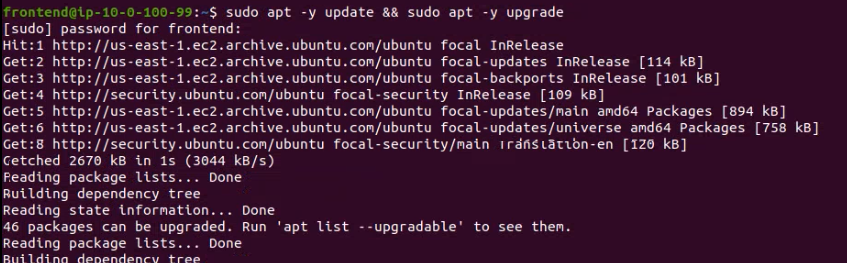 frontend@ip-10-0-100-99:~$ sudo apt -y update && sudo apt -y upgrade
[sudo] password for frontend:
Hit:1 http://us-east-1.ec2.archive.ubuntu.com/ubuntu focal InRelease
Get:2 http://us-east-1.ec2.archive.ubuntu.com/ubuntu focal-updates InRelease [114 kB]
Get:3 http://us-east-1.ec2.archive.ubuntu.com/ubuntu focal-backports InRelease [101 kB]
Get:4 http://security.ubuntu.com/ubuntu focal-security InRelease [109 kB]
Get:5 http://us-east-1.ec2.archive.ubuntu.com/ubuntu focal-updates/main amd64 Packages [894 kB]
Get:6 http://us-east-1.ec2.archive.ubuntu.com/ubuntu focal-updates/universe amd64 Packages [758 kB]
Get:8 http://security.ubuntu.com/ubuntu focal-security/main kB]
Fetched 2670 kB in 1s (3044 kB/s)
Reading package lists... Done
Building dependency tree
Reading state information... Done
46 packages can be upgraded. Run 'apt list --upgradable' to see them.
Reading package lists... Done
Building dependency tree